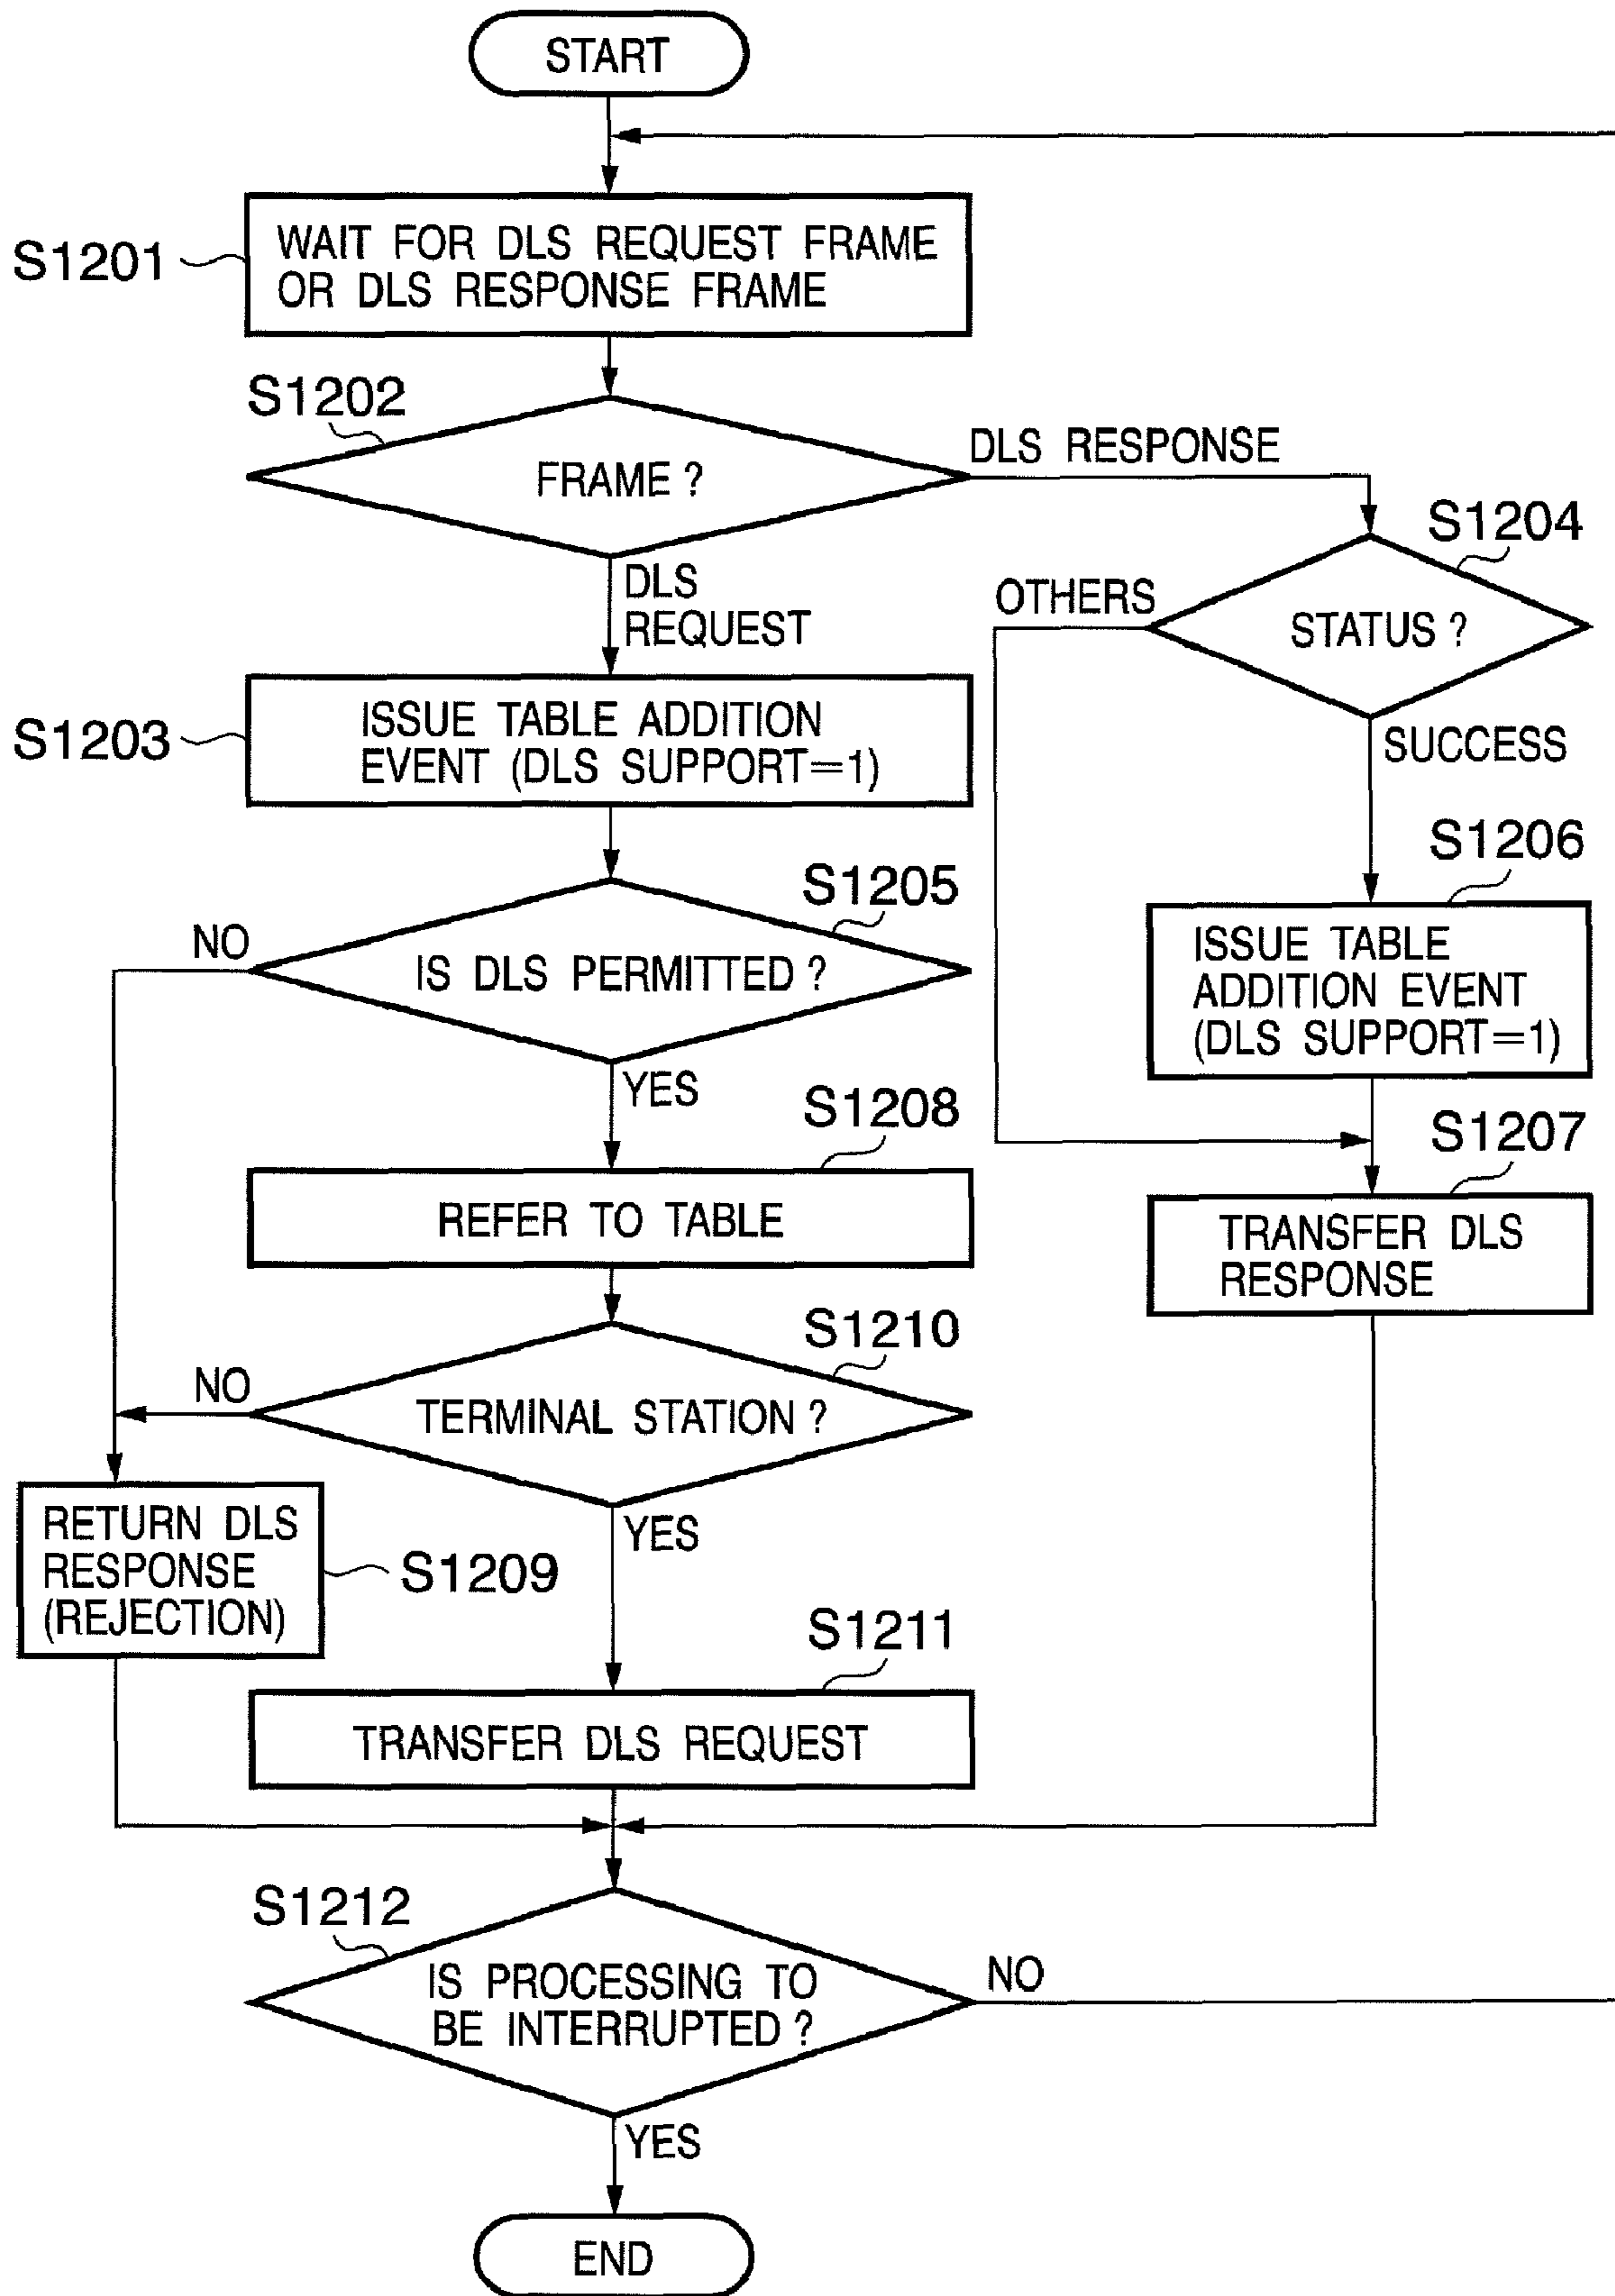 START
S1201
WAIT FOR DLS REQUEST FRAME
OR DLS RESPONSE FRAME
S1202
FRAME ?
DLS RESPONSE
DLS
REQUEST
S1204
STATUS ?
OTHERS
SUCCESS
S1203
ISSUE TABLE ADDITION
EVENT (DLS SUPPORT=1)
S1205
IS DLS PERMITTED ?
NO
YES
S1206
ISSUE TABLE
ADDITION EVENT
(DLS SUPPORT=1)
S1208
REFER TO TABLE
S1207
TRANSFER DLS
RESPONSE
S1210
TERMINAL STATION ?
NO
YES
RETURN DLS
RESPONSE
(REJECTION)
S1209
S1211
TRANSFER DLS REQUEST
S1212
IS PROCESSING TO
BE INTERRUPTED ?
NO
YES
END